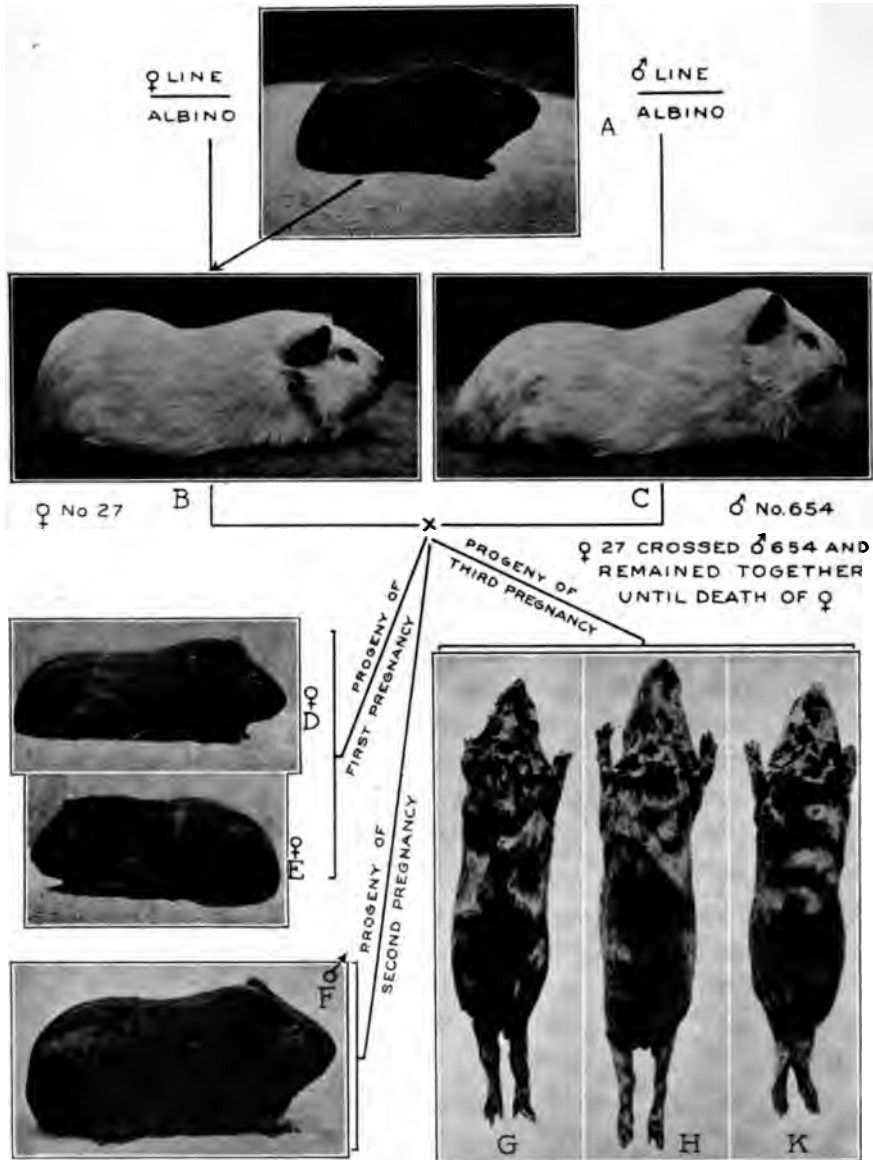 ♀ LINE
ALBINO
♂ LINE
ALBINO
A
B
C
♀ No 27
♂ No. 654
×
♀ 27 CROSSED ♂ 654 AND
REMAINED TOGETHER
UNTIL DEATH OF ♀
PROGENY OF
FIRST PREGNANCY
PROGENY OF
SECOND PREGNANCY
PROGENY OF
THIRD PREGNANCY
♀
D
♀
E
♂
F
G
H
K